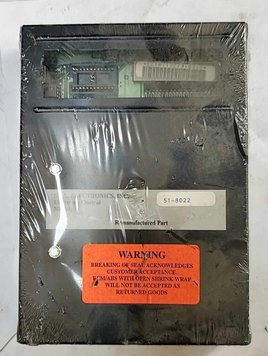 ELECTRONICS, INC.
51-8022
Remanufactured Part
WARNING
BREAKING OF SEAL ACKNOWLEDGES
CUSTOMER ACCEPTANCE.
ECM/ABS WITH OPEN SHRINK WRAP
WILL NOT BE ACCEPTED AS
RETURNED GOODS